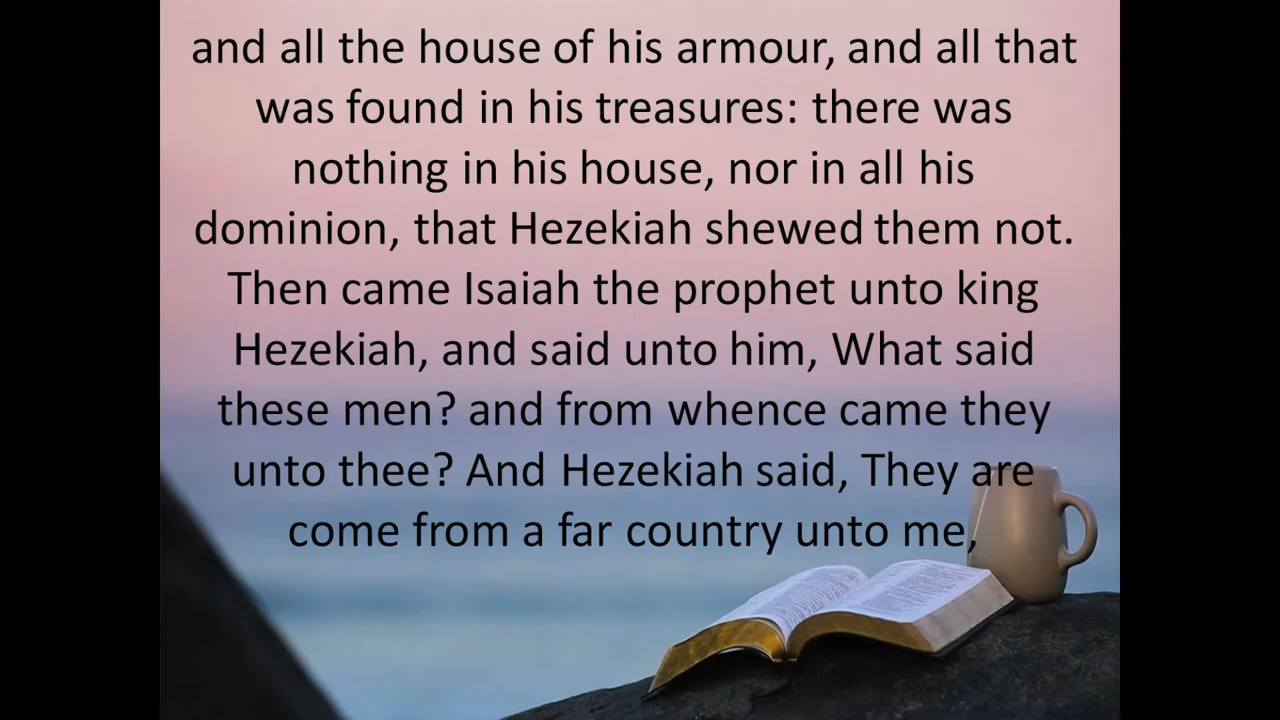 and all the house of his armour, and all that
was found in his treasures: there was
nothing in his house, nor in all his
dominion, that Hezekiah shewed them not.
Then came Isaiah the prophet unto king
Hezekiah, and said unto him, What said
these men? and from whence came they
unto thee? And Hezekiah said, They are
come from a far country unto me,